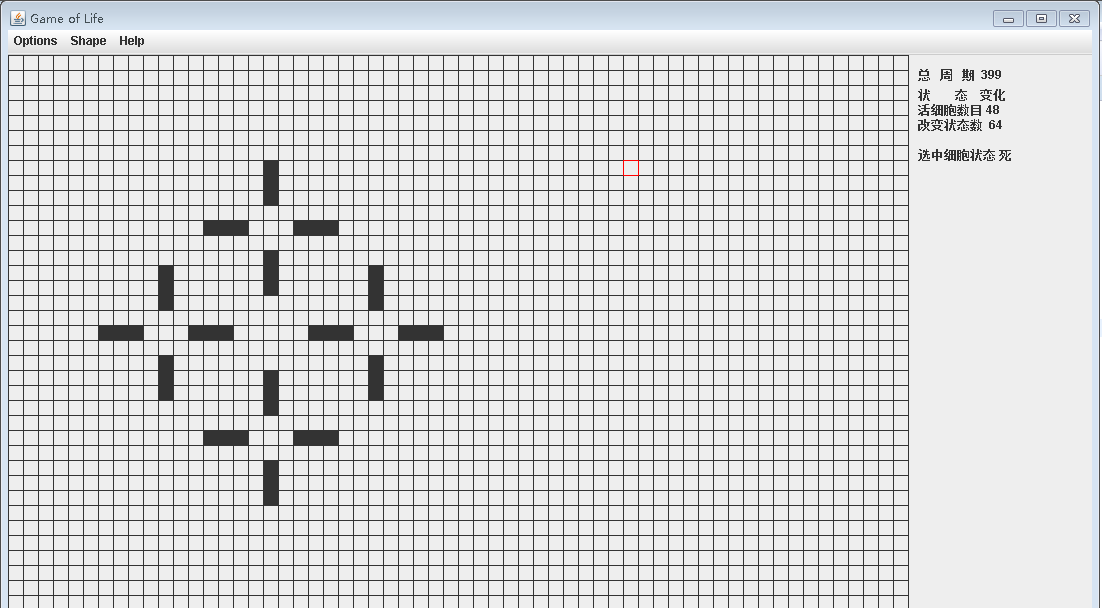 Game of Life
Options Shape Help
总 周 期 399
状 态 变化
活细胞数目 48
改变状态数 64
选中细胞状态 死